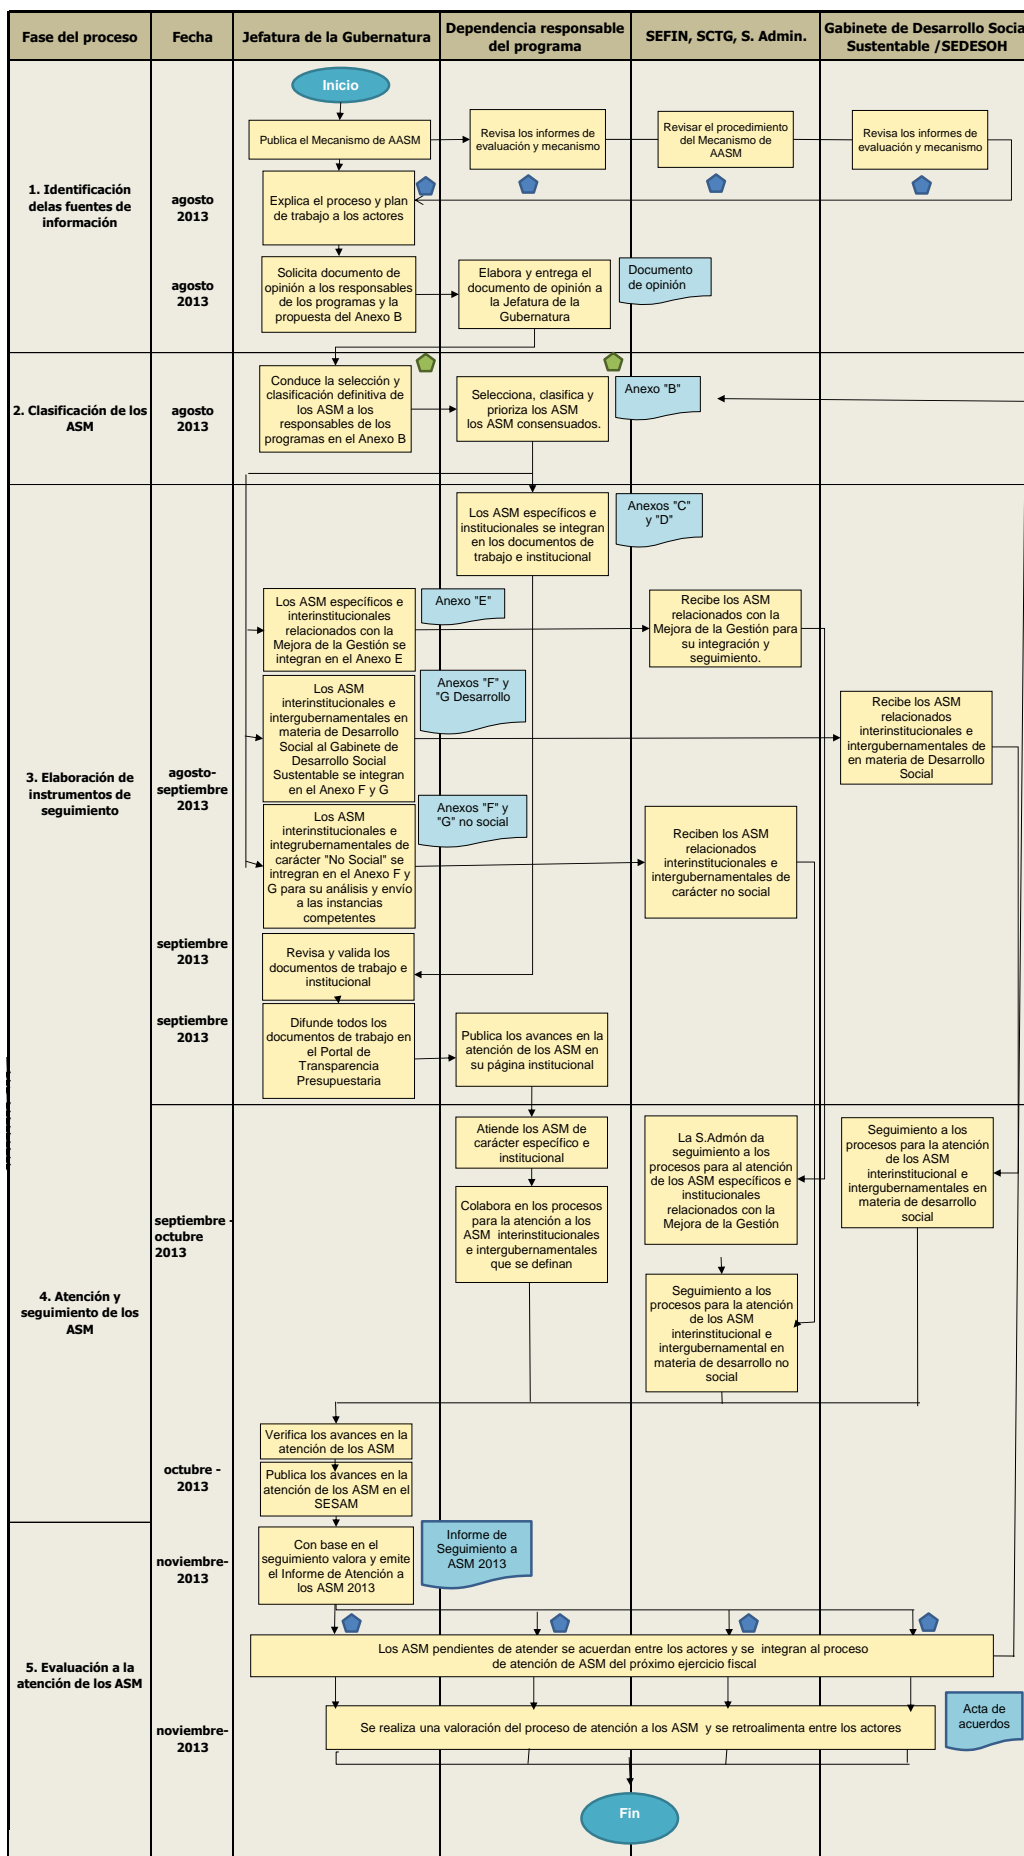 Fase del proceso
Fecha
Jefatura de la Gubernatura
Dependencia responsable
del programa
SEFIN, SCTG, S. Admin.
Gabinete de Desarrollo Socia
Sustentable /SEDESOH
Inicio
Publica el Mecanismo de AASM
Revisa los informes de
evaluación y mecanismo
Revisar el procedimiento
del Mecanismo de
AASM
Revisa los informes de
evaluación y mecanismo
1. Identificación
delas fuentes de
información
agosto
2013
Explica el proceso y plan
de trabajo a los actores
agosto
2013
Solicita documento de
opinión a los responsables
de los programas y la
propuesta del Anexo B
Elabora y entrega el
documento de opinión a
la Jefatura de la
Gubernatura
Documento
de opinión
2. Clasificación de los
ASM
agosto
2013
Conduce la selección y
clasificación definitiva de
los ASM a los
responsables de los
programas en el Anexo B
Selecciona, clasifica y
prioriza los ASM
los ASM consensuados.
Anexo "B"
Los ASM específicos e
institucionales se integran
en los documentos de
trabajo e institucional
Anexos "C"
y "D"
3. Elaboración de
instrumentos de
seguimiento
agosto-
septiembre
2013
Los ASM específicos e
interinstitucionales
relacionados con la
Mejora de la Gestión se
integran en el Anexo E
Anexo "E"
Recibe los ASM
relacionados con la
Mejora de la Gestión para
su integración y
seguimiento.
Los ASM
interinstitucionales e
intergubernamentales en
materia de Desarrollo
Social al Gabinete de
Desarrollo Social
Sustentable se integran
en el Anexo F y G
Anexos "F" y
"G Desarrollo
Recibe los ASM
relacionados
interinstitucionales e
intergubernamentales de
en materia de Desarrollo
Social
Los ASM
interinstitucionales e
integrubernamentales de
carácter "No Social" se
intregran en el Anexo F y
G para su análisis y envío
a las instancias
competentes
Anexos "F" y
"G" no social
Reciben los ASM
relacionados
interinstitucionales e
intergubernamentales de
carácter no social
septiembre
2013
Revisa y valida los
documentos de trabajo e
institucional
septiembre
2013
Difunde todos los
documentos de trabajo en
el Portal de
Transparencia
Presupuestaria
Publica los avances en la
atención de los ASM en
su página institucional
4. Atención y
seguimiento de los
ASM
septiembre -
octubre
2013
Atiende los ASM de
carácter específico e
institucional
Colabora en los procesos
para la atención a los
ASM interinstitucionales
e intergubernamentales
que se definan
La S.Admón da
seguimiento a los
procesos para al atención
de los ASM específicos e
institucionales
relacionados con la
Mejora de la Gestión
Seguimiento a los
procesos para la atención
de los ASM
interinstitucional e
intergubernamentales en
materia de desarrollo
social
Seguimiento a los
procesos para la atención
de los ASM
interinstitucional e
intergubernamental en
materia de desarrollo no
social
octubre -
2013
Verifica los avances en la
atención de los ASM
Publica los avances en la
atención de los ASM en el
SESAM
5. Evaluación a la
atención de los ASM
noviembre-
2013
Con base en el
seguimiento valora y emite
el Informe de Atención a
los ASM 2013
Informe de
Seguimiento a
ASM 2013
Los ASM pendientes de atender se acuerdan entre los actores y se integran al proceso
de atención de ASM del próximo ejercicio fiscal
noviembre-
2013
Se realiza una valoración del proceso de atención a los ASM y se retroalimenta entre los actores
Acta de
acuerdos
Fin